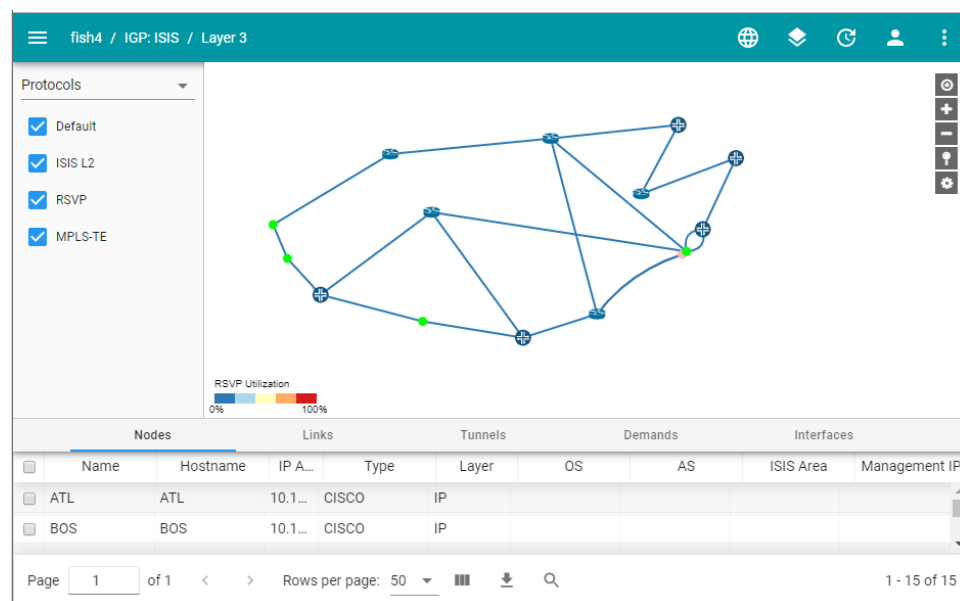 fish4 / IGP: ISIS / Layer 3
Protocols
Default
ISIS L2
RSVP
MPLS-TE
RSVP Utilization
0% 100%
Nodes Links Tunnels Demands Interfaces
Name Hostname IP A... Type Layer OS AS ISIS Area Management IP
ATL ATL 10.1... CISCO IP
BOS BOS 10.1... CISCO IP
Page 1 of 1 Rows per page: 50 1 - 15 of 15